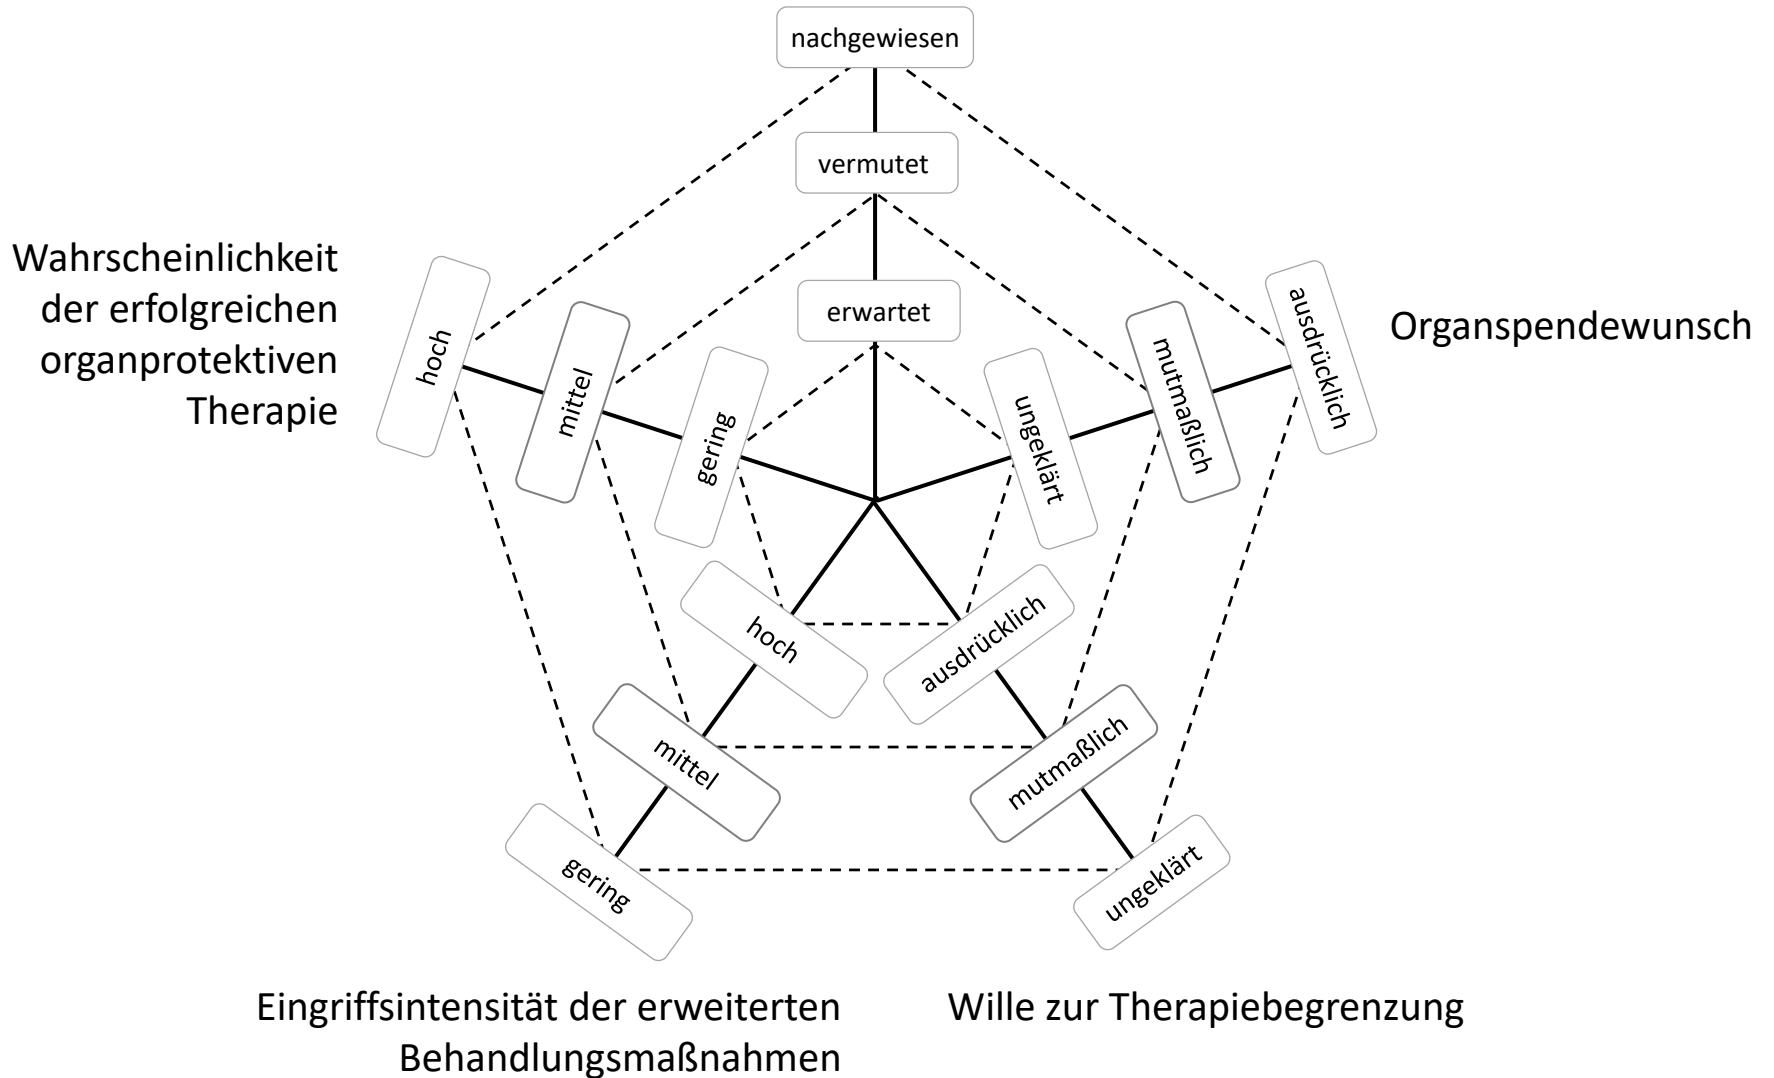 nachgewiesen
vermutet
erwartet
Wahrscheinlichkeit
der erfolgreichen
organprotektiven
Therapie
hoch
mittel
gering
ungeklärt
mutmaßlich
ausdrücklich
Organspendewunsch
hoch
mittel
gering
ausdrücklich
mutmaßlich
ungeklärt
Eingriffsintensität der erweiterten
Behandlungsmaßnahmen
Wille zur Therapiebegrenzung